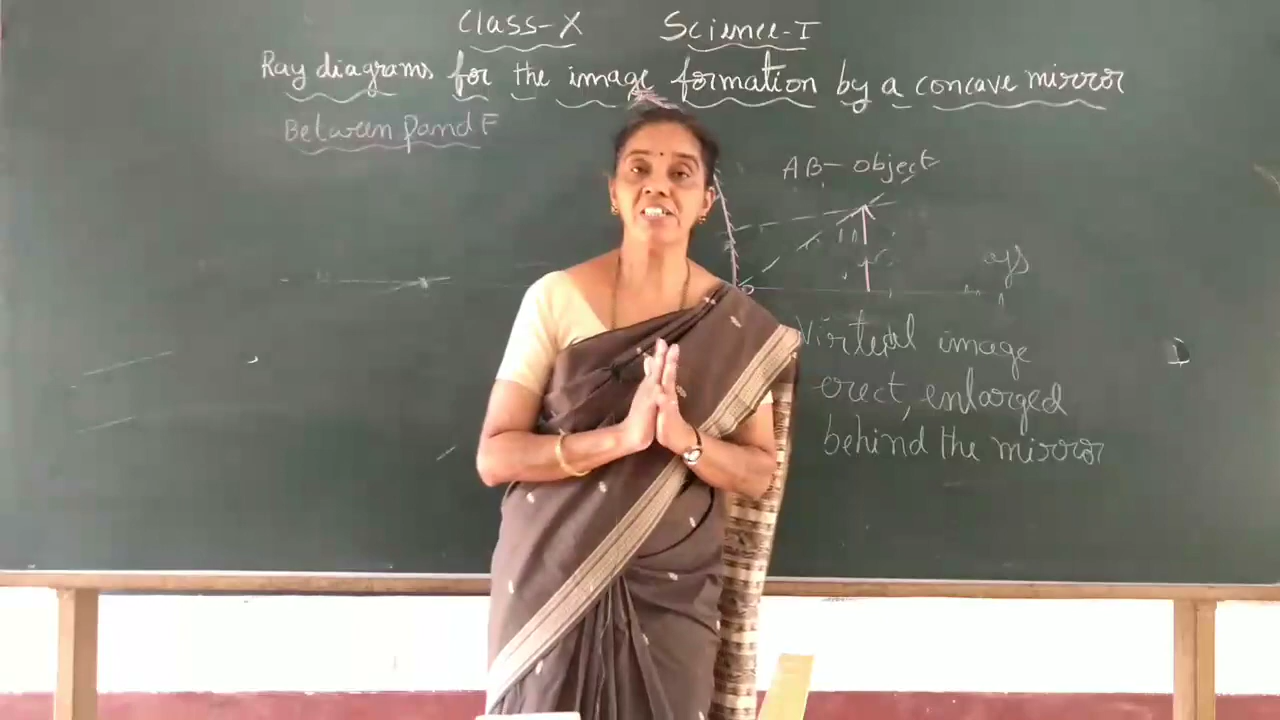 Class-X Science-I
Ray diagrams for the image formation by a concave mirror
Between P and F
AB- object
Virtual image
erect, enlarged
behind the mirror